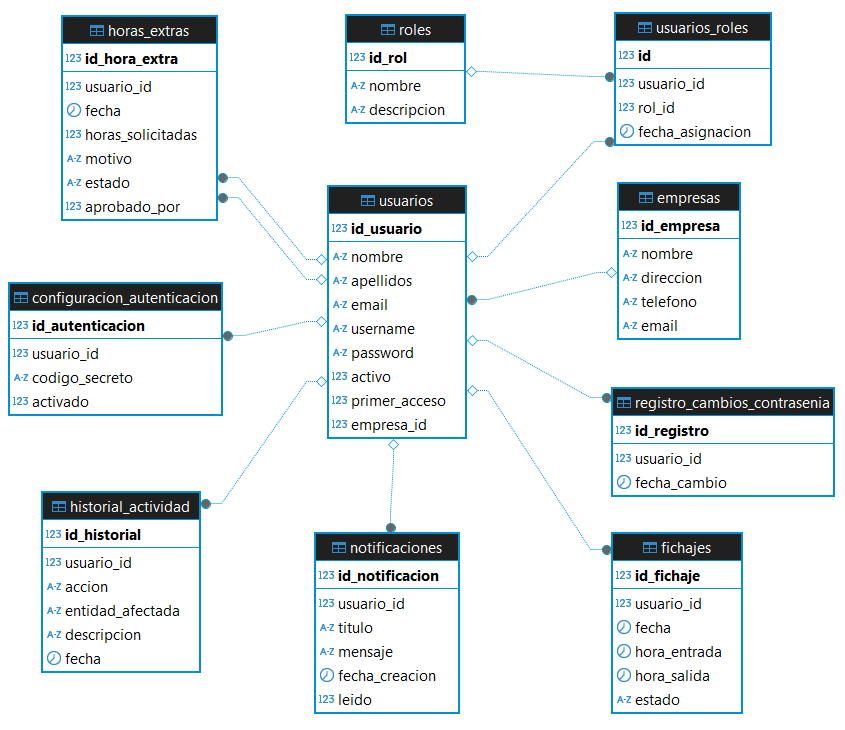 horas_extras
123 id_hora_extra
123 usuario_id
fecha
123 horas_solicitadas
A-Z motivo
A-Z estado
123 aprobado_por
roles
123 id_rol
A-Z nombre
A-Z descripcion
usuarios_roles
123 id
123 usuario_id
123 rol_id
fecha_asignacion
usuarios
123 id_usuario
A-Z nombre
A-Z apellidos
A-Z email
A-Z username
A-Z password
123 activo
123 primer_acceso
123 empresa_id
empresas
123 id_empresa
A-Z nombre
A-Z direccion
A-Z telefono
A-Z email
configuracion_autenticacion
123 id_autenticacion
123 usuario_id
A-Z codigo_secreto
123 activado
registro_cambios_contrasenia
123 id_registro
123 usuario_id
fecha_cambio
historial_actividad
123 id_historial
123 usuario_id
A-Z accion
A-Z entidad_afectada
A-Z descripcion
fecha
notificaciones
123 id_notificacion
123 usuario_id
A-Z titulo
A-Z mensaje
fecha_creacion
123 leido
fichajes
123 id_fichaje
123 usuario_id
fecha
hora_entrada
hora_salida
A-Z estado